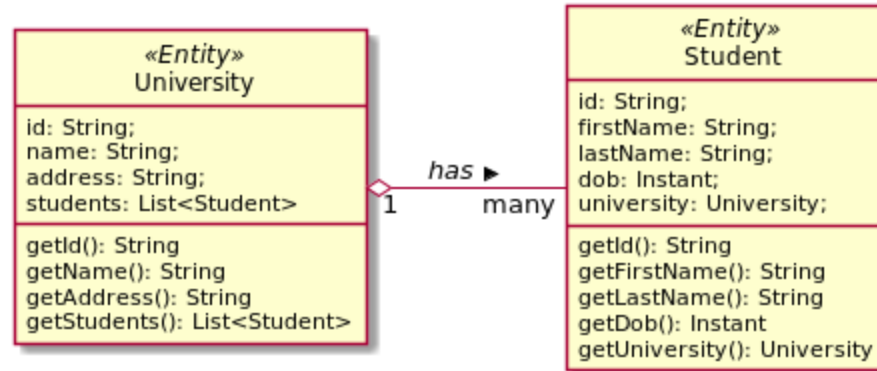 «Entity»
University
id: String;
name: String;
address: String;
students: List<Student>
getId(): String
getName(): String
getAddress(): String
getStudents(): List<Student>
has ▶
1
many
«Entity»
Student
id: String;
firstName: String;
lastName: String;
dob: Instant;
university: University;
getId(): String
getFirstName(): String
getLastName(): String
getDob(): Instant
getUniversity(): University